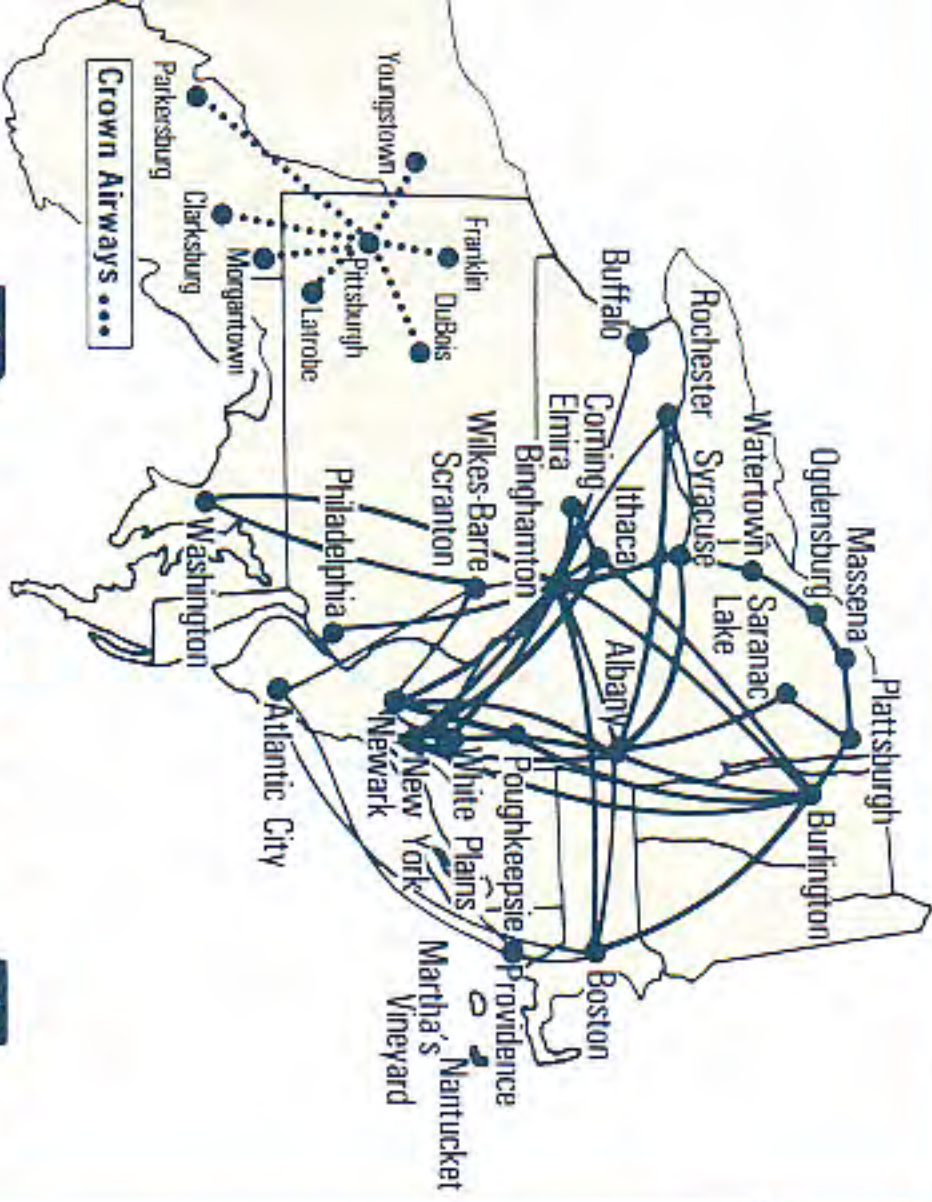 Massena
Plattsburgh
Ogdensburg
Watertown
Saranac
Lake
Burlington
Rochester
Syracuse
Buffalo
Ithaca
Albany
Corning
Elmira
Binghamton
Boston
Wilkes-Barre
Scranton
Poughkeepsie
Providence
White Plains
New York
Newark
Nantucket
Martha's
Vineyard
Franklin
DuBois
Youngstown
Pittsburgh
Latrobe
Philadelphia
Atlantic City
Morgantown
Washington
Clarksburg
Parkersburg
Crown Airways •••